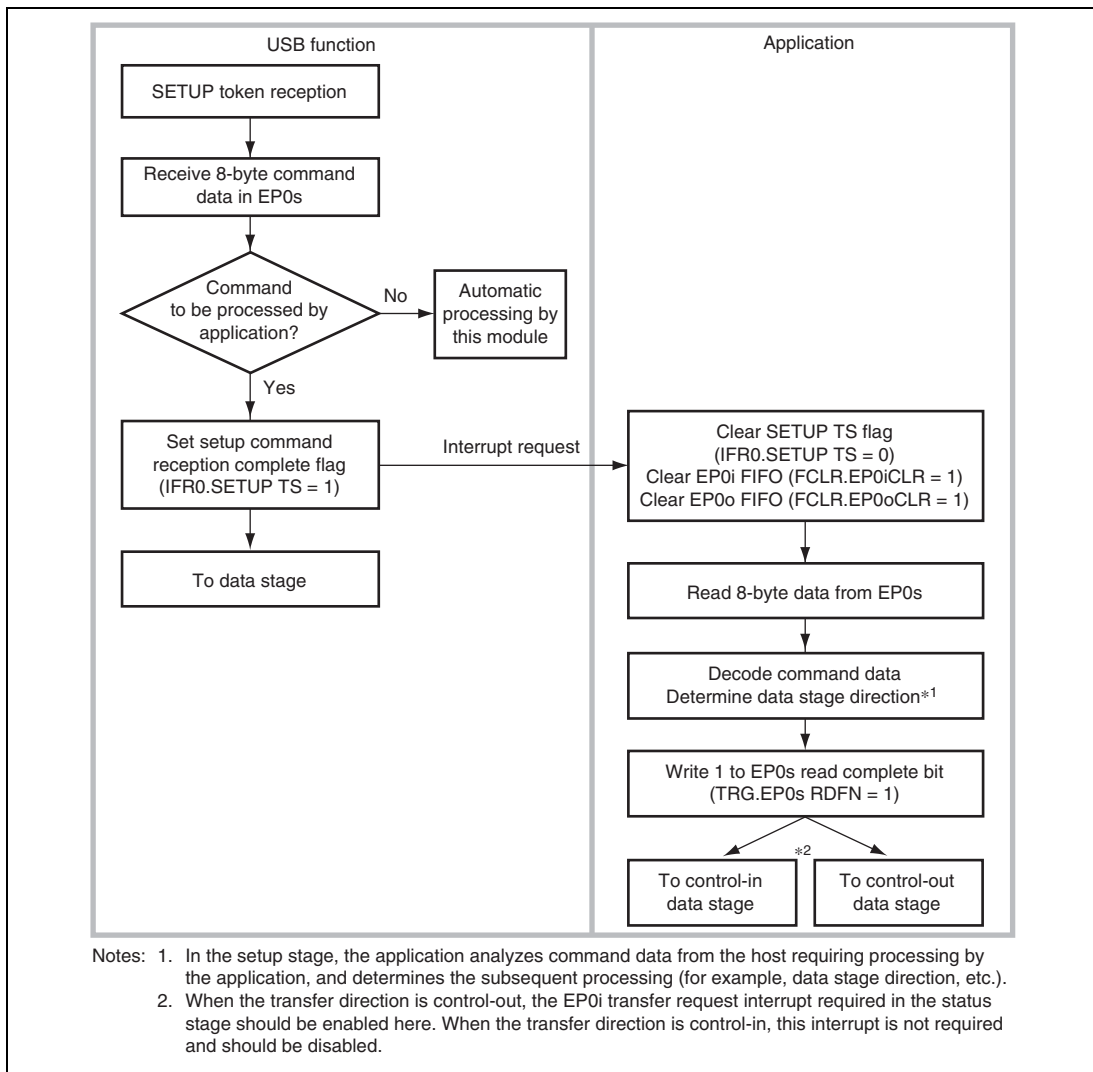 USB function
Application
SETUP token reception
Receive 8-byte command
data in EP0s
Command
to be processed by
application?
No
Automatic
processing by
this module
Yes
Set setup command
reception complete flag
(IFR0.SETUP TS = 1)
Interrupt request
Clear SETUP TS flag
(IFR0.SETUP TS = 0)
Clear EP0i FIFO (FCLR.EP0iCLR = 1)
Clear EP0o FIFO (FCLR.EP0oCLR = 1)
To data stage
Read 8-byte data from EP0s
Decode command data
Determine data stage direction*1
Write 1 to EP0s read complete bit
(TRG.EP0s RDFN = 1)
*2
To control-in
data stage
To control-out
data stage
Notes: 1. In the setup stage, the application analyzes command data from the host requiring processing by
the application, and determines the subsequent processing (for example, data stage direction, etc.).
2. When the transfer direction is control-out, the EP0i transfer request interrupt required in the status
stage should be enabled here. When the transfer direction is control-in, this interrupt is not required
and should be disabled.